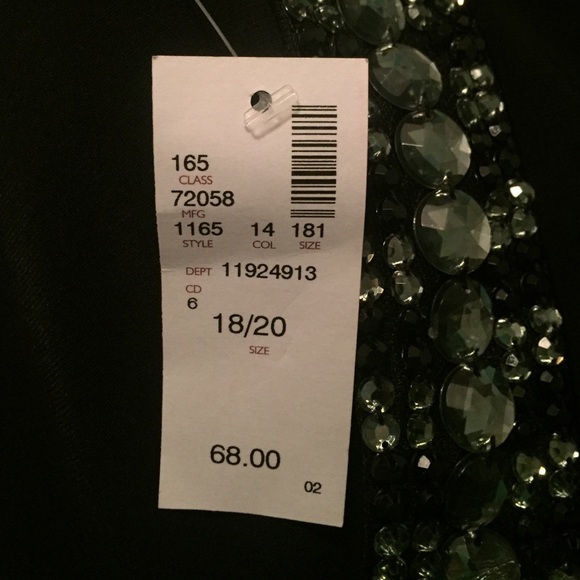 165
CLASS
72058
MFG
1165 14 181
STYLE COL SIZE
DEPT 11924913
CD
6
18/20
SIZE
68.00
02